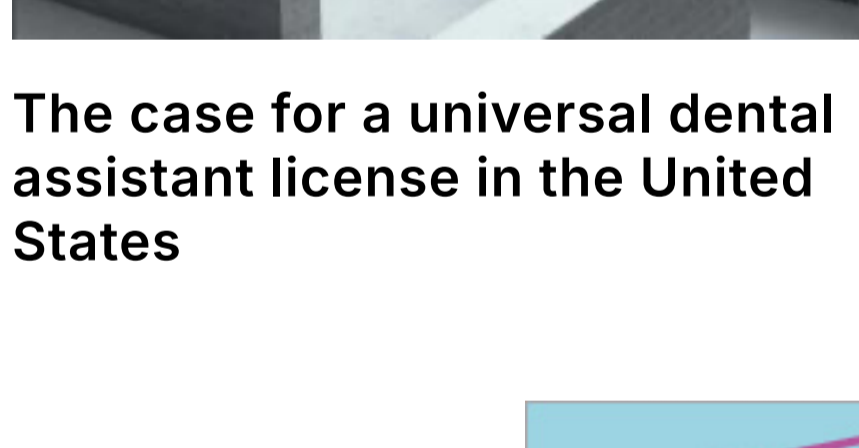 The case for a universal dental
assistant license in the United
States